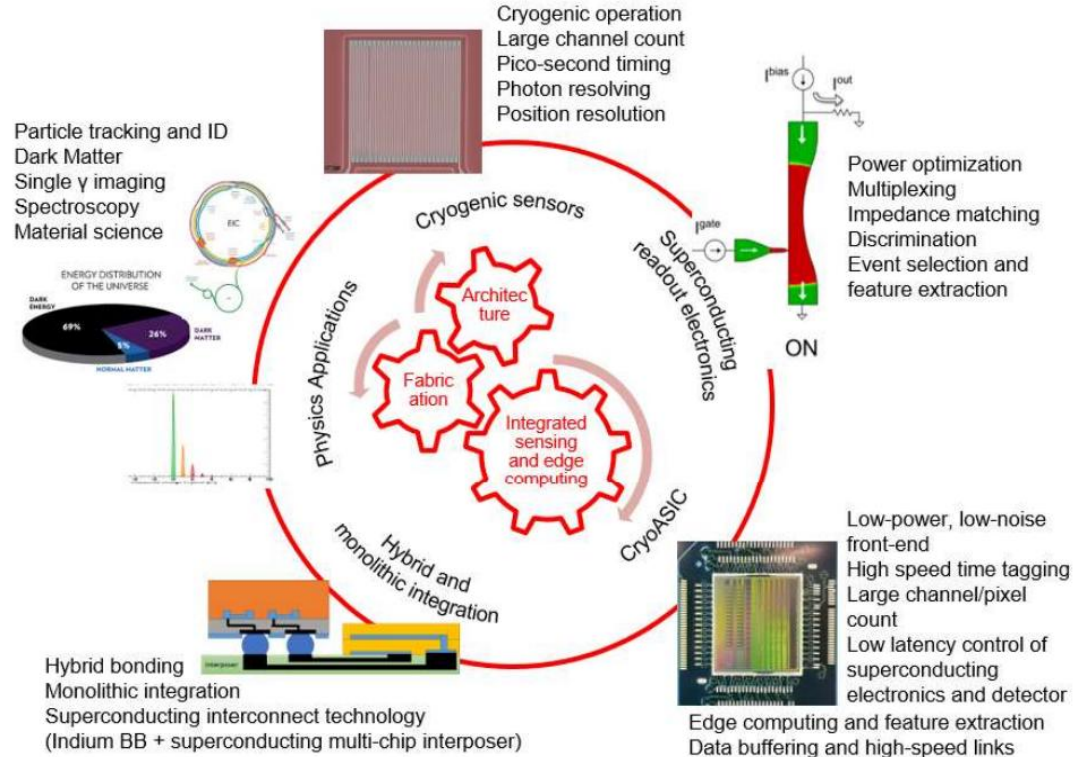 Cryogenic operation
Large channel count
Pico-second timing
Photon resolving
Position resolution
Particle tracking and ID
Dark Matter
Single γ imaging
Spectroscopy
Material science
EIC
ENERGY DISTRIBUTION
OF THE UNIVERSE
DARK
ENERGY
69%
26%
5%
DARK
MATTER
NORMAL MATTER
Ibias
Iout
Igate
ON
Power optimization
Multiplexing
Impedance matching
Discrimination
Event selection and
feature extraction
Cryogenic sensors
Superconducting
readout electronics
CryoASIC
Hybrid and
monolithic integration
Physics Applications
Architec
ture
Fabric
ation
Integrated
sensing
and edge
computing
interposer
Hybrid bonding
Monolithic integration
Superconducting interconnect technology
(Indium BB + superconducting multi-chip interposer)
Low-power, low-noise
front-end
High speed time tagging
Large channel/pixel
count
Low latency control of
superconducting
electronics and detector
Edge computing and feature extraction
Data buffering and high-speed links